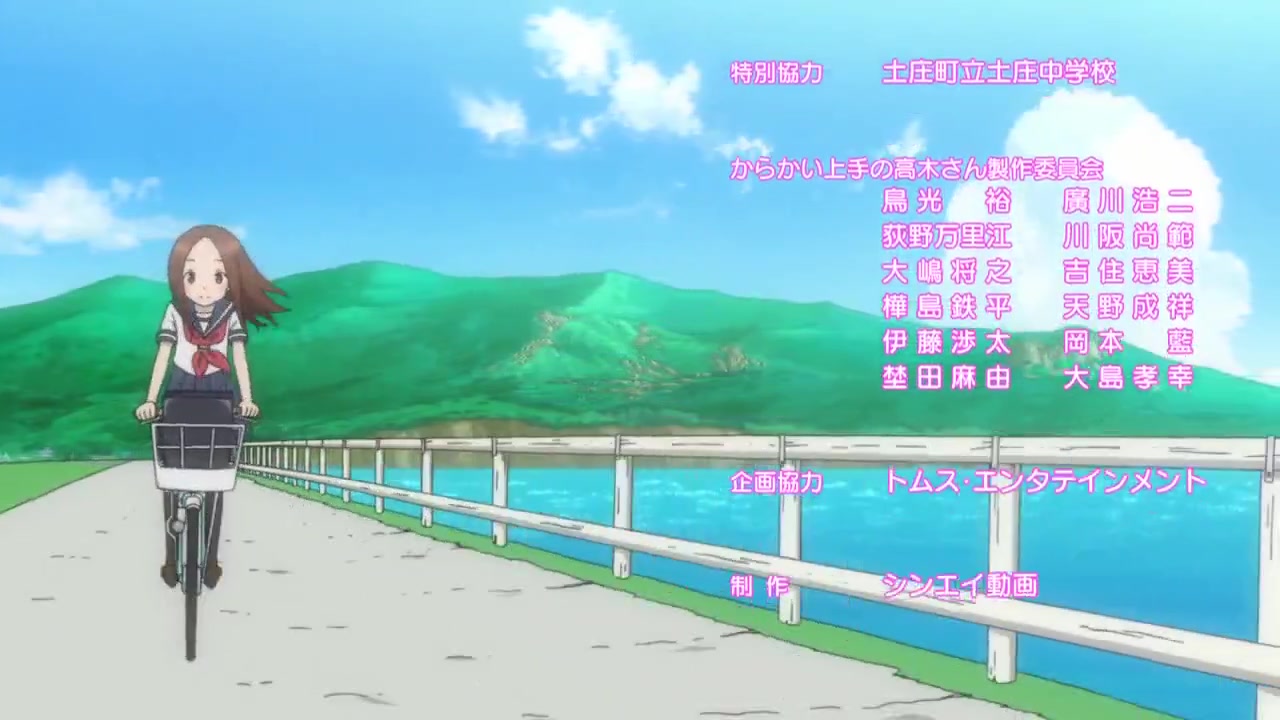 特別協力 土庄町立土庄中学校
からかい上手の高木さん製作委員会
鳥光 裕 廣川浩二
荻野万里江 川阪尚範
大嶋将之 吉住恵美
樺島鉄平 天野成祥
伊藤渉太 岡本 藍
埜田麻由 大島孝幸
企画協力 トムス・エンタテインメント
制作 シンエイ動画